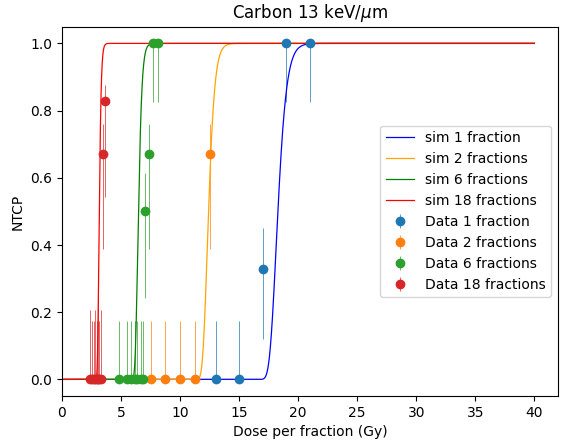 Carbon 13 keV/μm
NTCP
1.0
0.8
0.6
0.4
0.2
0.0
sim 1 fraction
sim 2 fractions
sim 6 fractions
sim 18 fractions
Data 1 fraction
Data 2 fractions
Data 6 fractions
Data 18 fractions
0 5 10 15 20 25 30 35 40
Dose per fraction (Gy)